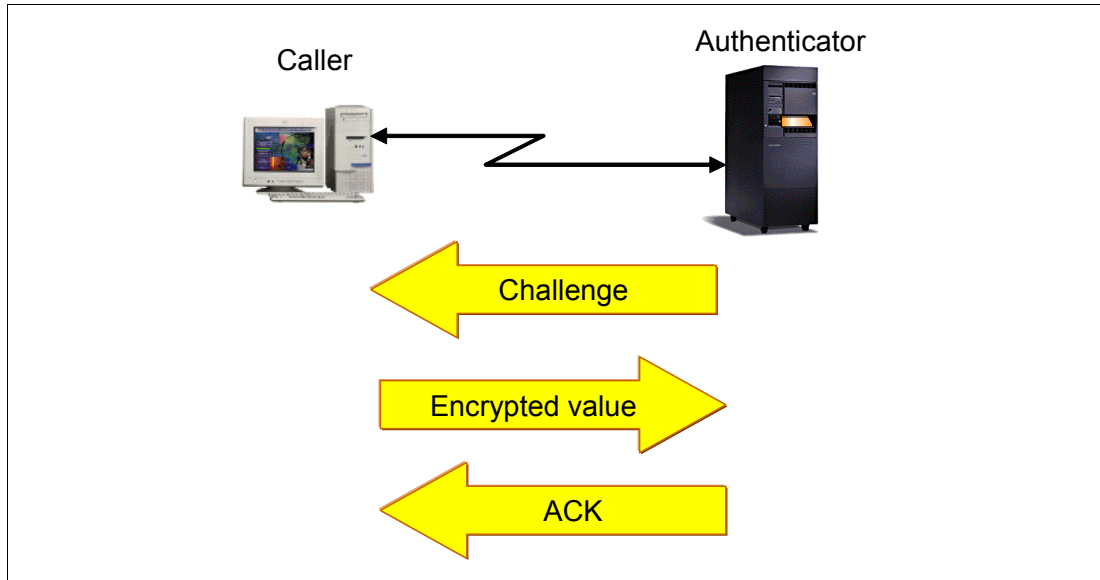 Caller
Authenticator
Challenge
Encrypted value
ACK